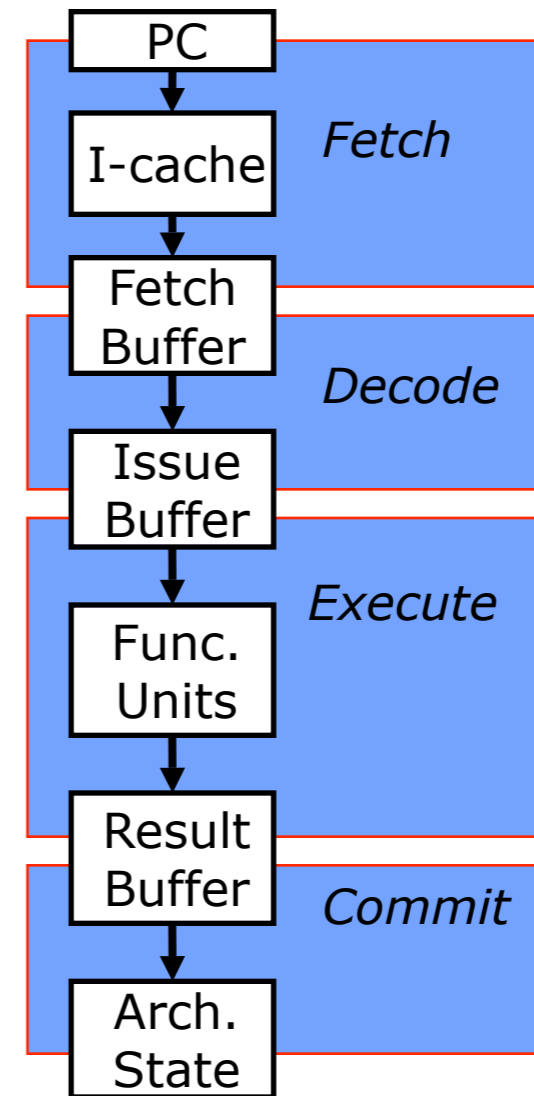 PC
Fetch
I-cache
Fetch
Buffer
Decode
Issue
Buffer
Execute
Func.
Units
Result
Buffer
Commit
Arch.
State